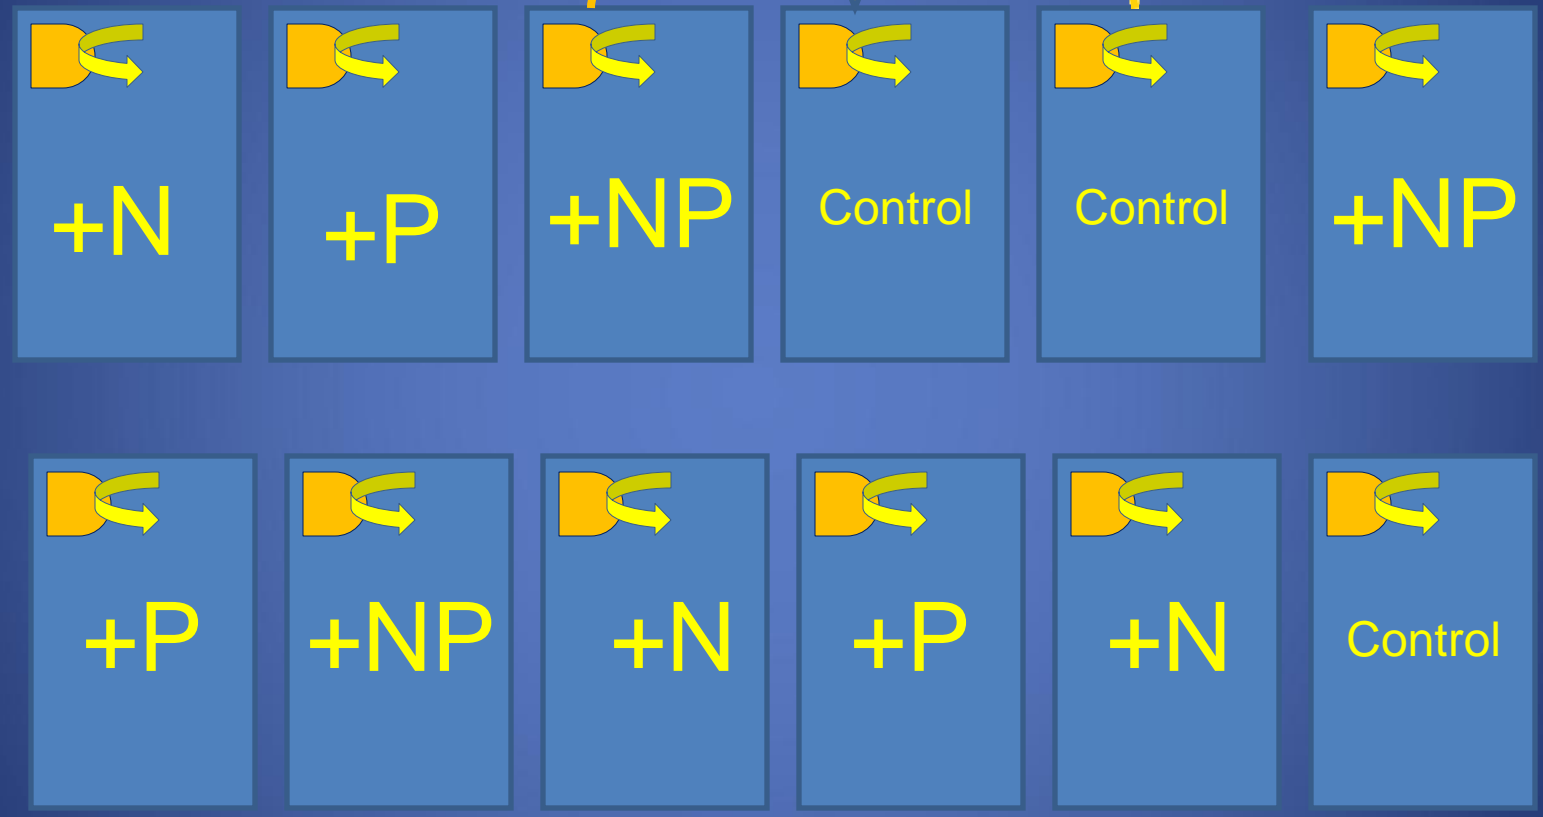 +N
+P
+NP
Control
Control
+NP
+P
+NP
+N
+P
+N
Control